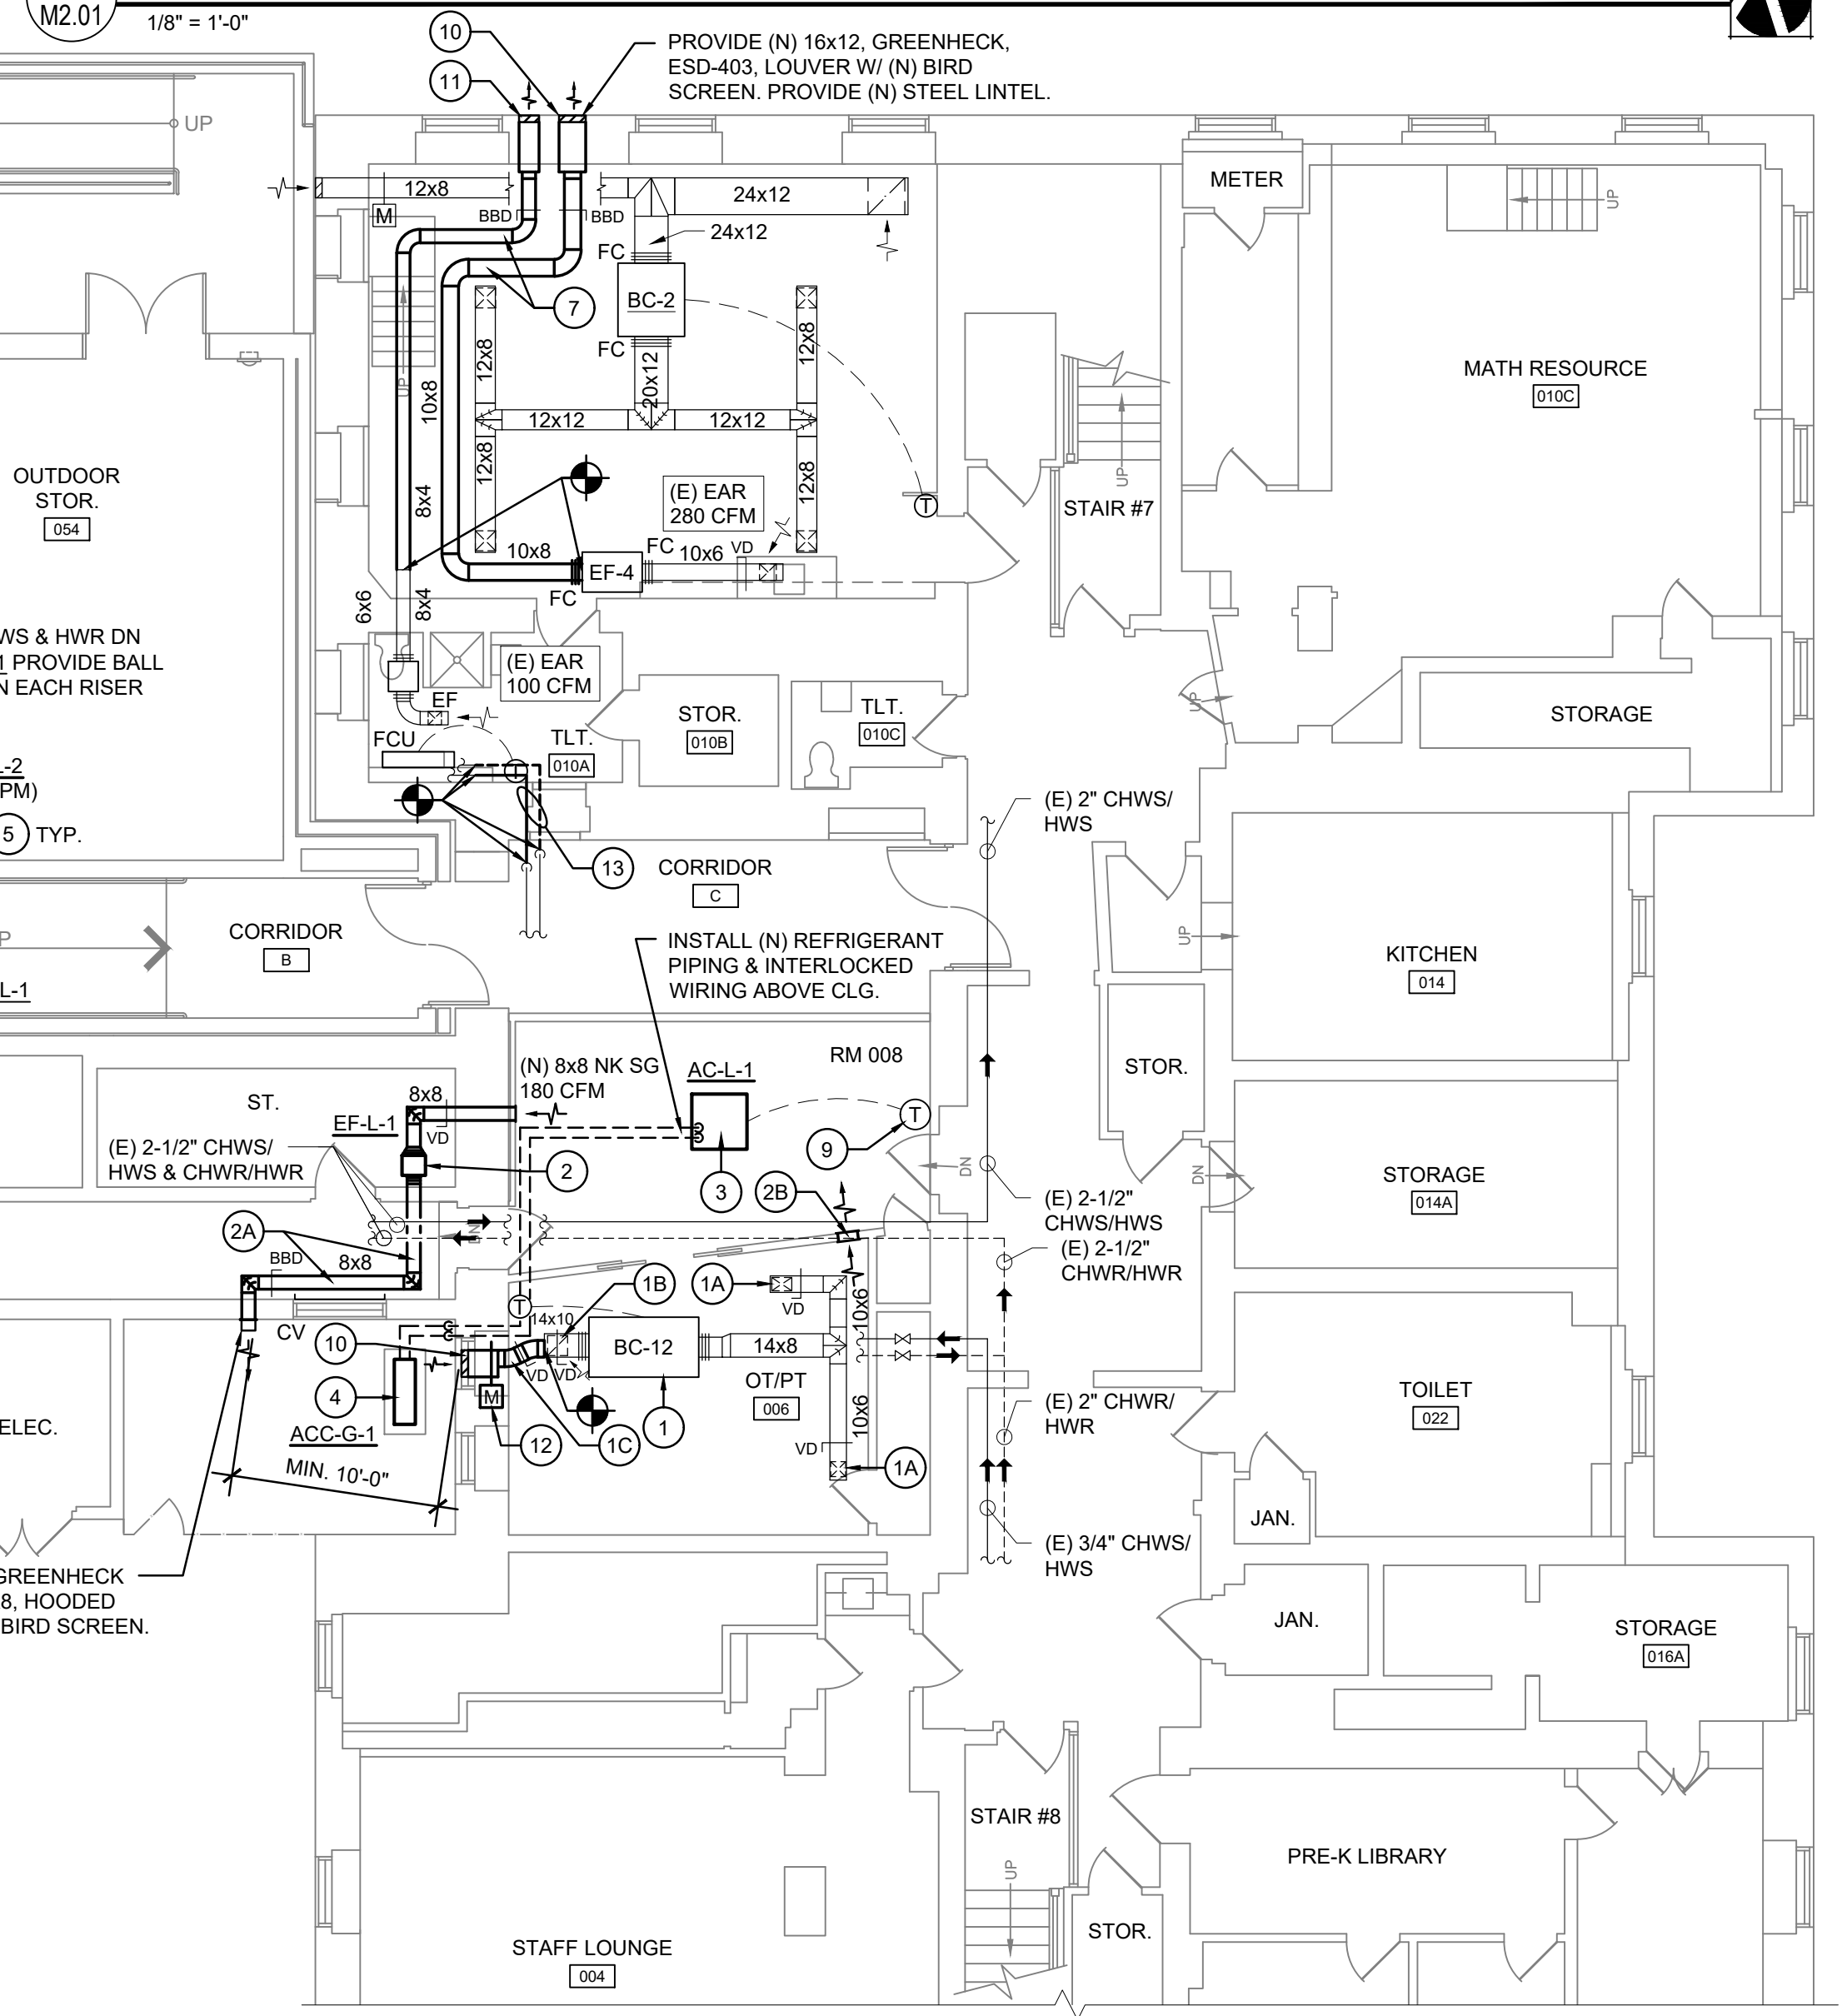 M2.01
1/8" = 1'-0"
10
11
PROVIDE (N) 16x12, GREENHECK,
ESD-403, LOUVER W/ (N) BIRD
SCREEN. PROVIDE (N) STEEL LINTEL.
UP
12x8
M
BBD
BBD
24x12
24x12
FC
BC-2
FC
7
METER
UP
MATH RESOURCE
010C
UP
10x8
8x4
12x8
12x8
20x12
12x12
12x12
12x8
12x8
OUTDOOR
STOR.
054
(E) EAR
280 CFM
T
UP
STAIR #7
10x8
FC
10x6
VD
EF-4
FC
6x6
8x4
WS & HWR DN
1 PROVIDE BALL
N EACH RISER
(E) EAR
100 CFM
EF
FCU
TLT.
010A
T
STOR.
010B
TLT.
010C
UP
STORAGE
L-2
PM)
5
TYP.
13
CORRIDOR
C
(E) 2" CHWS/
HWS
CORRIDOR
B
P
L-1
INSTALL (N) REFRIGERANT
PIPING & INTERLOCKED
WIRING ABOVE CLG.
UP
KITCHEN
014
RM 008
(N) 8x8 NK SG
180 CFM
AC-L-1
ST.
8x8
EF-L-1
VD
(E) 2-1/2" CHWS/
HWS & CHWR/HWR
2
3
2B
9
T
STOR.
DN
DN
STORAGE
014A
(E) 2-1/2"
CHWS/HWS
(E) 2-1/2"
CHWR/HWR
2A
BBD
8x8
DN
1B
1A
VD
T
14x10
10x6
CV
10
4
BC-12
14x8
VD
VD
M
OT/PT
006
10x6
12
1C
1
VD
1A
ACC-G-1
MIN. 10'-0"
ELEC.
(E) 2" CHWR/
HWR
TOILET
022
JAN.
(E) 3/4" CHWS/
HWS
GREENHECK
8, HOODED
BIRD SCREEN.
JAN.
STORAGE
016A
STAIR #8
UP
PRE-K LIBRARY
STOR.
STAFF LOUNGE
004